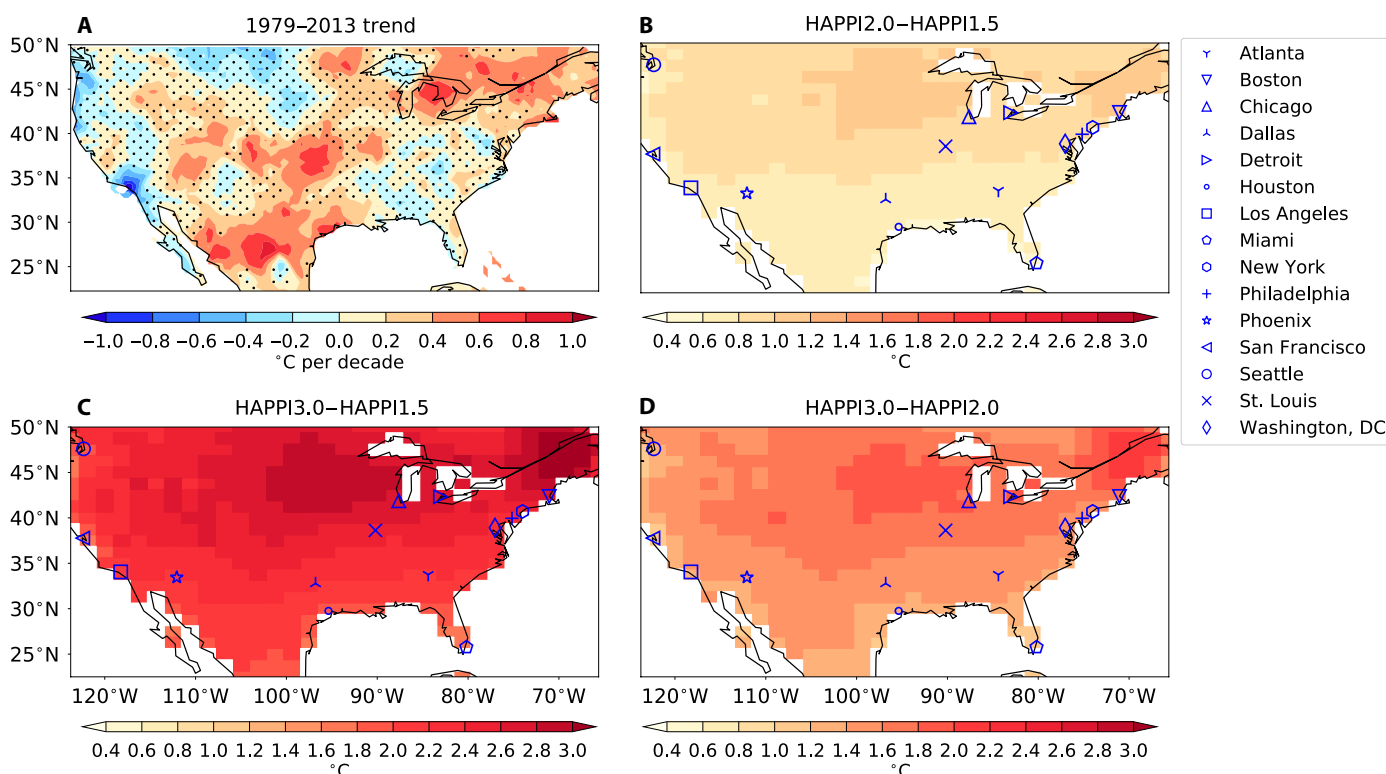 A
1979–2013 trend
50°N
45°N
40°N
35°N
30°N
25°N
−1.0 −0.8 −0.6 −0.4 −0.2 0.0 0.2 0.4 0.6 0.8 1.0
°C per decade
B
HAPPI2.0−HAPPI1.5
0.4 0.6 0.8 1.0 1.2 1.4 1.6 1.8 2.0 2.2 2.4 2.6 2.8 3.0
°C
Atlanta
Boston
Chicago
Dallas
Detroit
Houston
Los Angeles
Miami
New York
Philadelphia
Phoenix
San Francisco
Seattle
St. Louis
Washington, DC
C
HAPPI3.0−HAPPI1.5
50°N
45°N
40°N
35°N
30°N
25°N
120°W 110°W 100°W 90°W 80°W 70°W
0.4 0.6 0.8 1.0 1.2 1.4 1.6 1.8 2.0 2.2 2.4 2.6 2.8 3.0
°C
D
HAPPI3.0−HAPPI2.0
120°W 110°W 100°W 90°W 80°W 70°W
0.4 0.6 0.8 1.0 1.2 1.4 1.6 1.8 2.0 2.2 2.4 2.6 2.8 3.0
°C